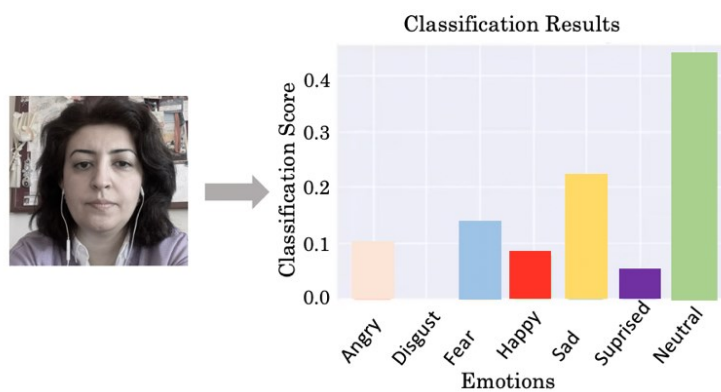 Classification Results
Classification Score
0.4
0.3
0.2
0.1
0.0
Angry
Disgust
Fear
Happy
Sad
Suprised
Neutral
Emotions